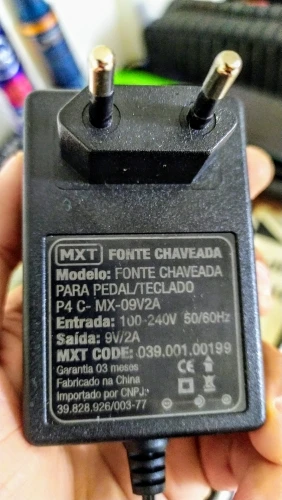 MXT FONTE CHAVEADA
Modelo: FONTE CHAVEADA
PARA PEDAL/TECLADO
P4 C- MX-09V2A
Entrada: 100-240V 50/60Hz
Saída: 9V/2A
MXT CODE: 039.001.00199
Garantia 03 meses
Fabricado na China
Importado por CNPJ:
39.828.926/003-77